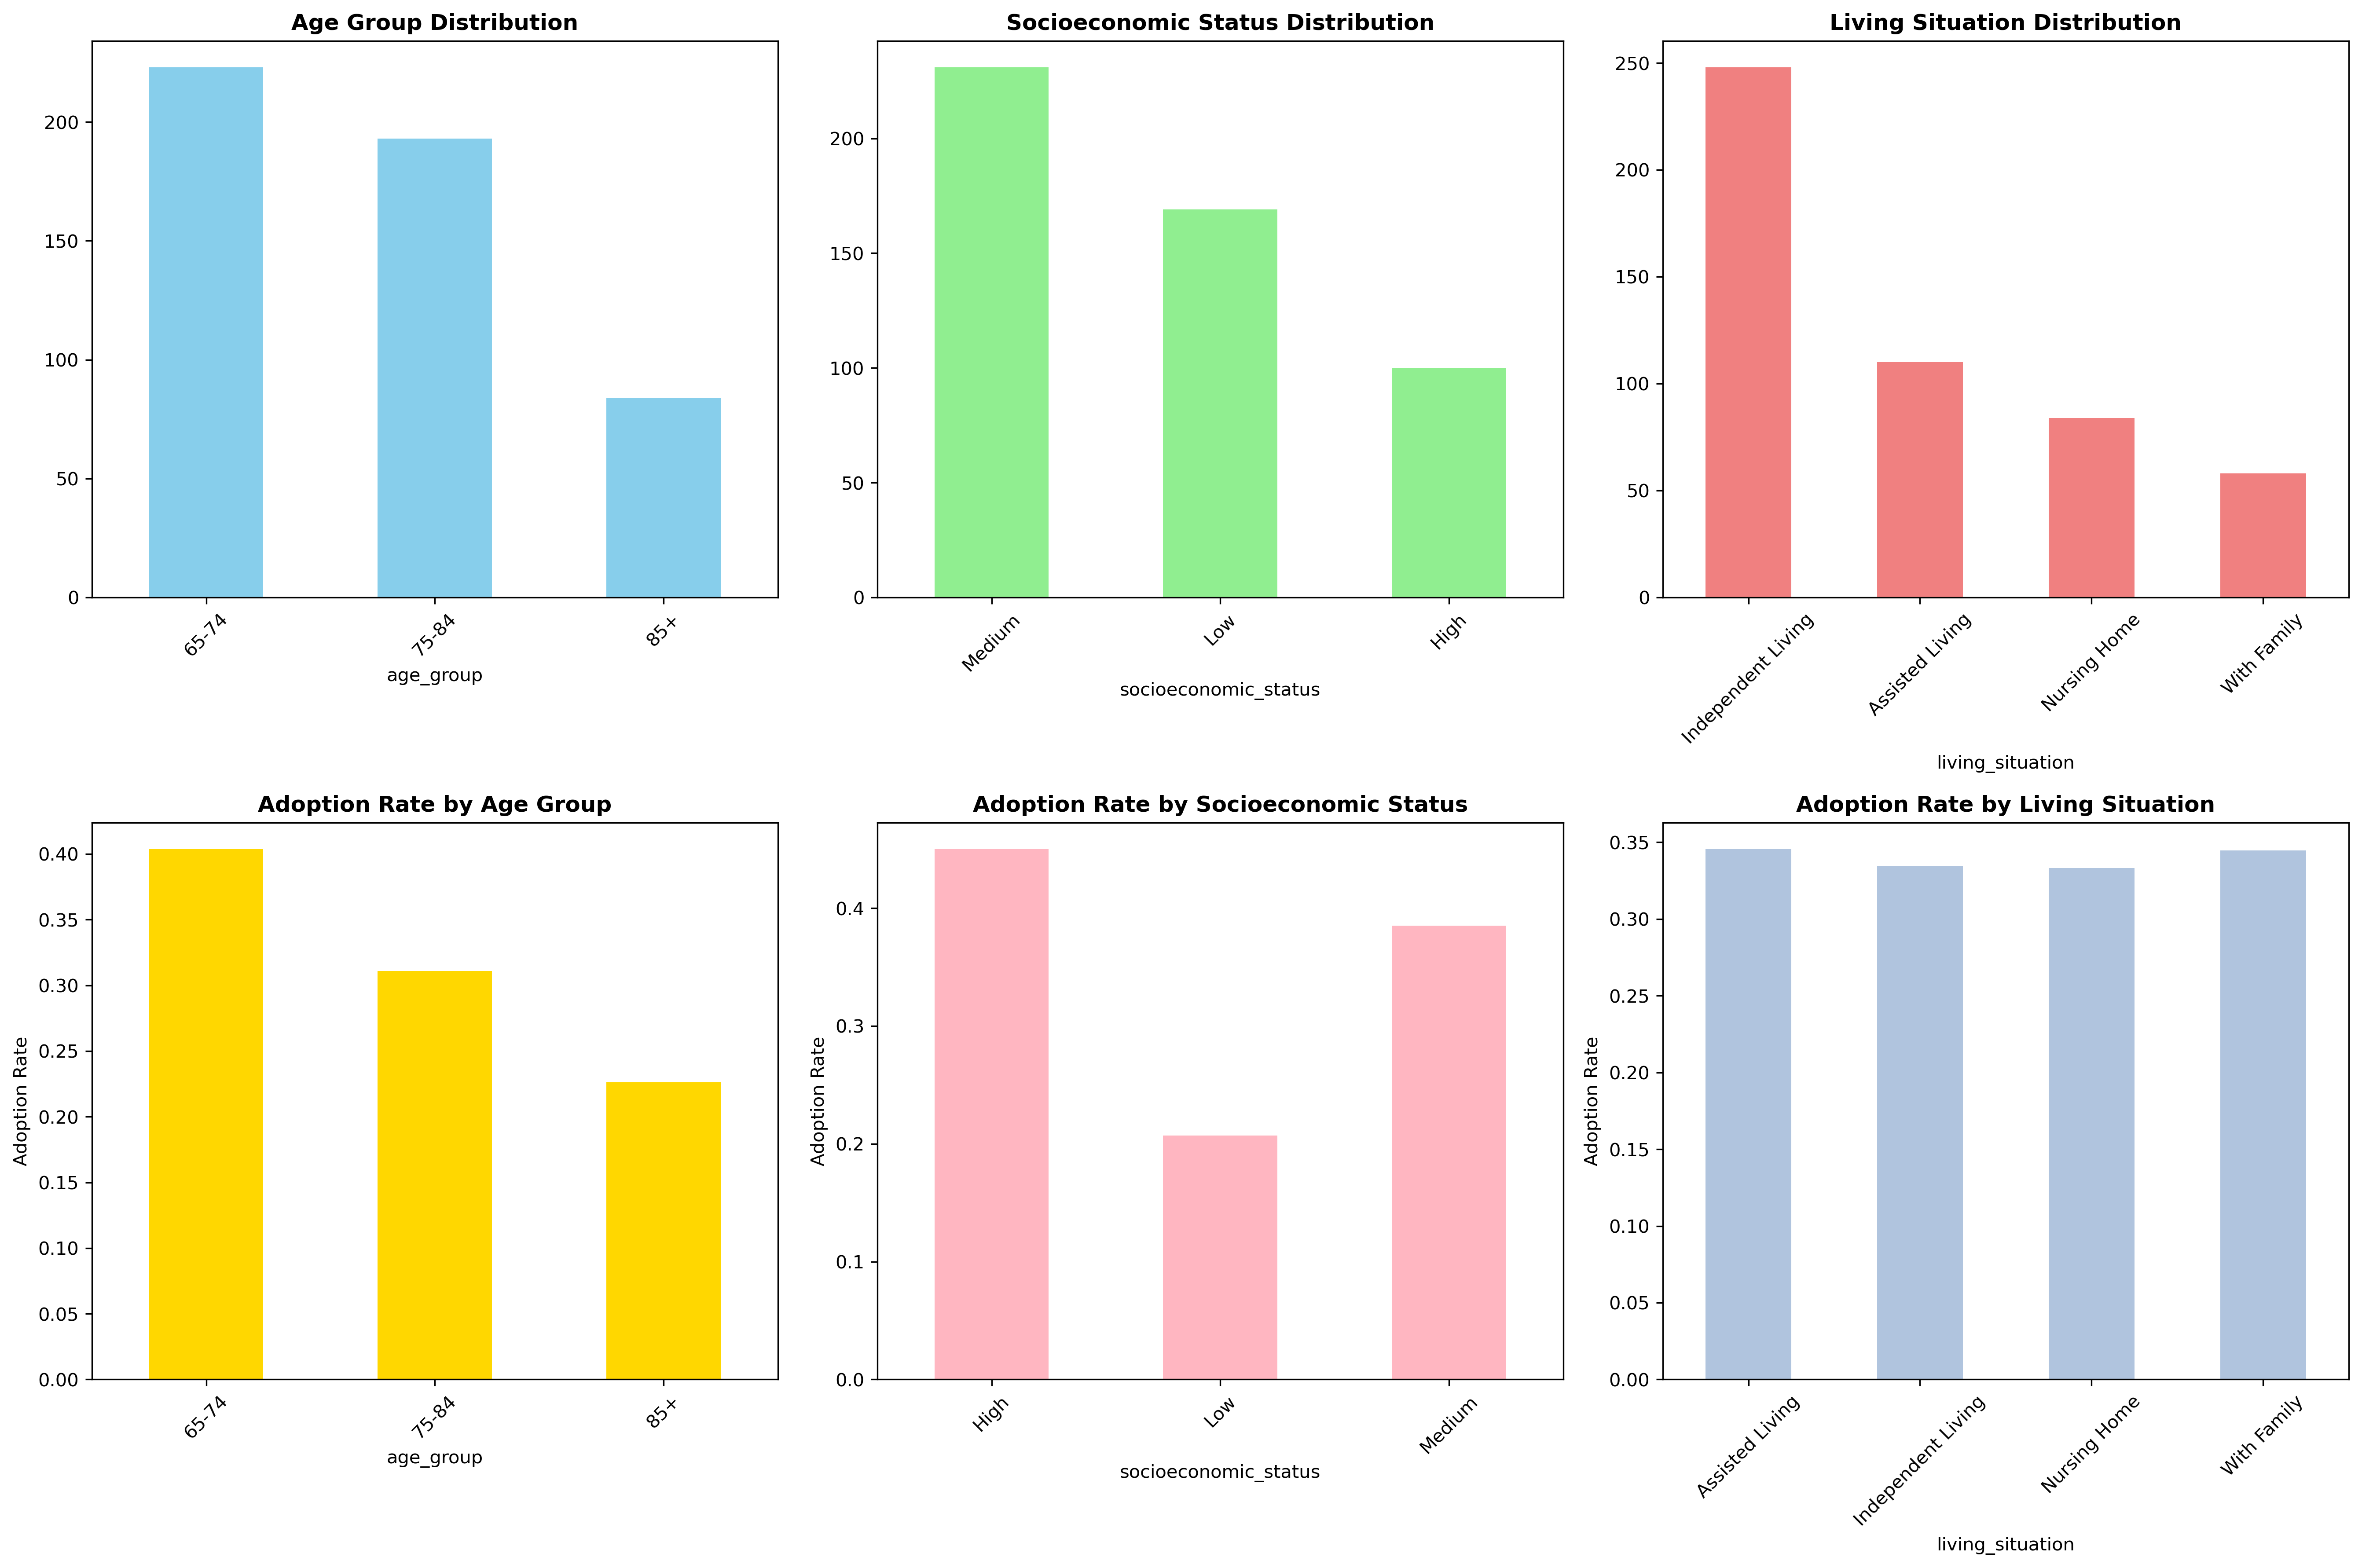 Age Group Distribution
200
150
100
50
0
65-74
75-84
85+
age_group
Socioeconomic Status Distribution
200
150
100
50
0
Medium
Low
High
socioeconomic_status
Living Situation Distribution
250
200
150
100
50
0
Independent Living
Assisted Living
Nursing Home
With Family
living_situation
Adoption Rate by Age Group
Adoption Rate
0.40
0.35
0.30
0.25
0.20
0.15
0.10
0.05
0.00
65-74
75-84
85+
age_group
Adoption Rate by Socioeconomic Status
Adoption Rate
0.4
0.3
0.2
0.1
0.0
High
Low
Medium
socioeconomic_status
Adoption Rate by Living Situation
Adoption Rate
0.35
0.30
0.25
0.20
0.15
0.10
0.05
0.00
Assisted Living
Independent Living
Nursing Home
With Family
living_situation